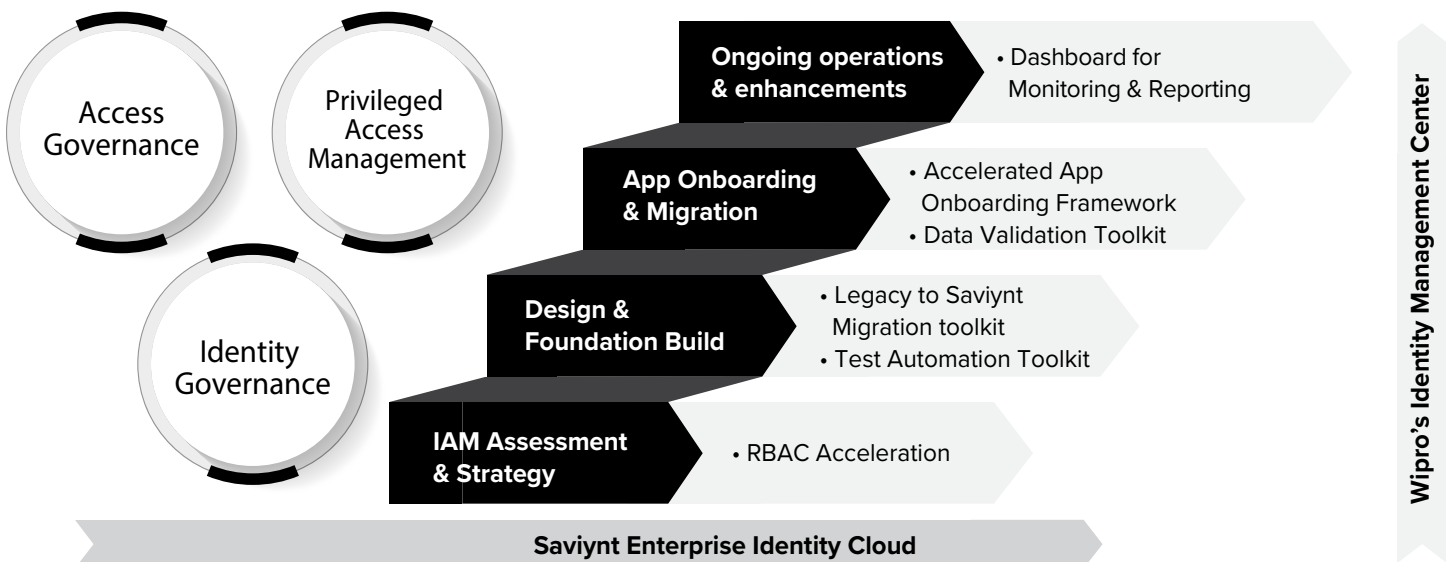 Access
Governance
Privileged
Access
Management
Identity
Governance
Ongoing operations
& enhancements
• Dashboard for
Monitoring & Reporting
App Onboarding
& Migration
• Accelerated App
Onboarding Framework
• Data Validation Toolkit
Design &
Foundation Build
• Legacy to Saviynt
Migration toolkit
• Test Automation Toolkit
IAM Assessment
& Strategy
• RBAC Acceleration
Saviynt Enterprise Identity Cloud
Wipro's Identity Management Center